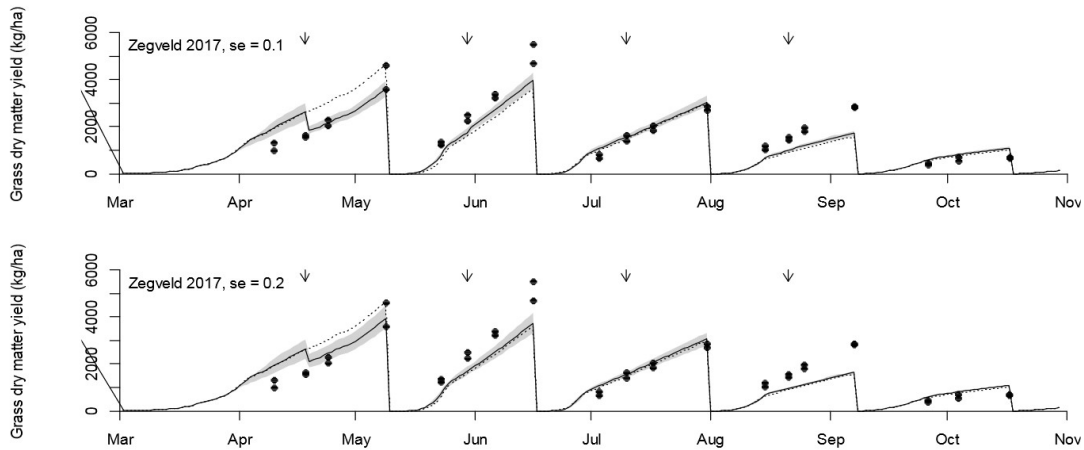 Grass dry matter yield (kg/ha)
0 2000 4000 6000
Zegveld 2017, se = 0.1
Mar Apr May Jun Jul Aug Sep Oct Nov
Grass dry matter yield (kg/ha)
0 2000 4000 6000
Zegveld 2017, se = 0.2
Mar Apr May Jun Jul Aug Sep Oct Nov